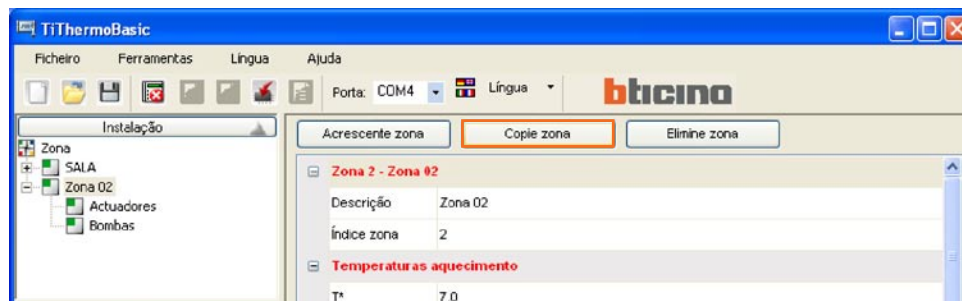 TiThermoBasic
Ficheiro Ferramentas Língua Ajuda
Porta: COM4 Língua bticino
Instalação
Acrescente zona Copie zona Elimine zona
Zona
SALA
Zona 02
Actuadores
Bombas
Zona 2 - Zona 02
Descrição Zona 02
Índice zona 2
Temperaturas aquecimento
T* 7.0